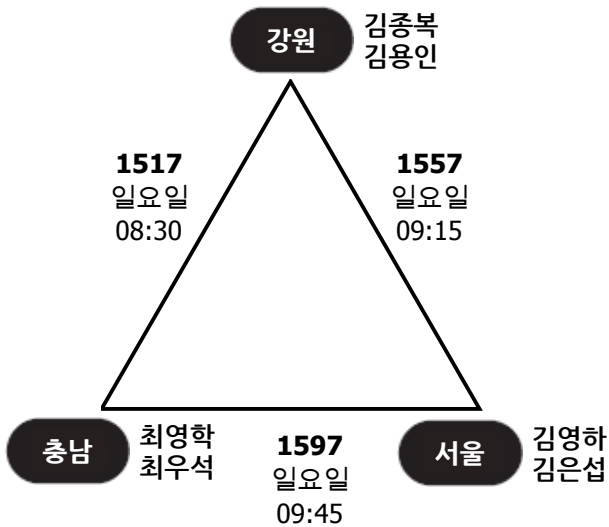 강원
김종복
김용인
1517
일요일
08:30
1557
일요일
09:15
충남
최영학
최우석
1597
일요일
09:45
서울
김영하
김은섭